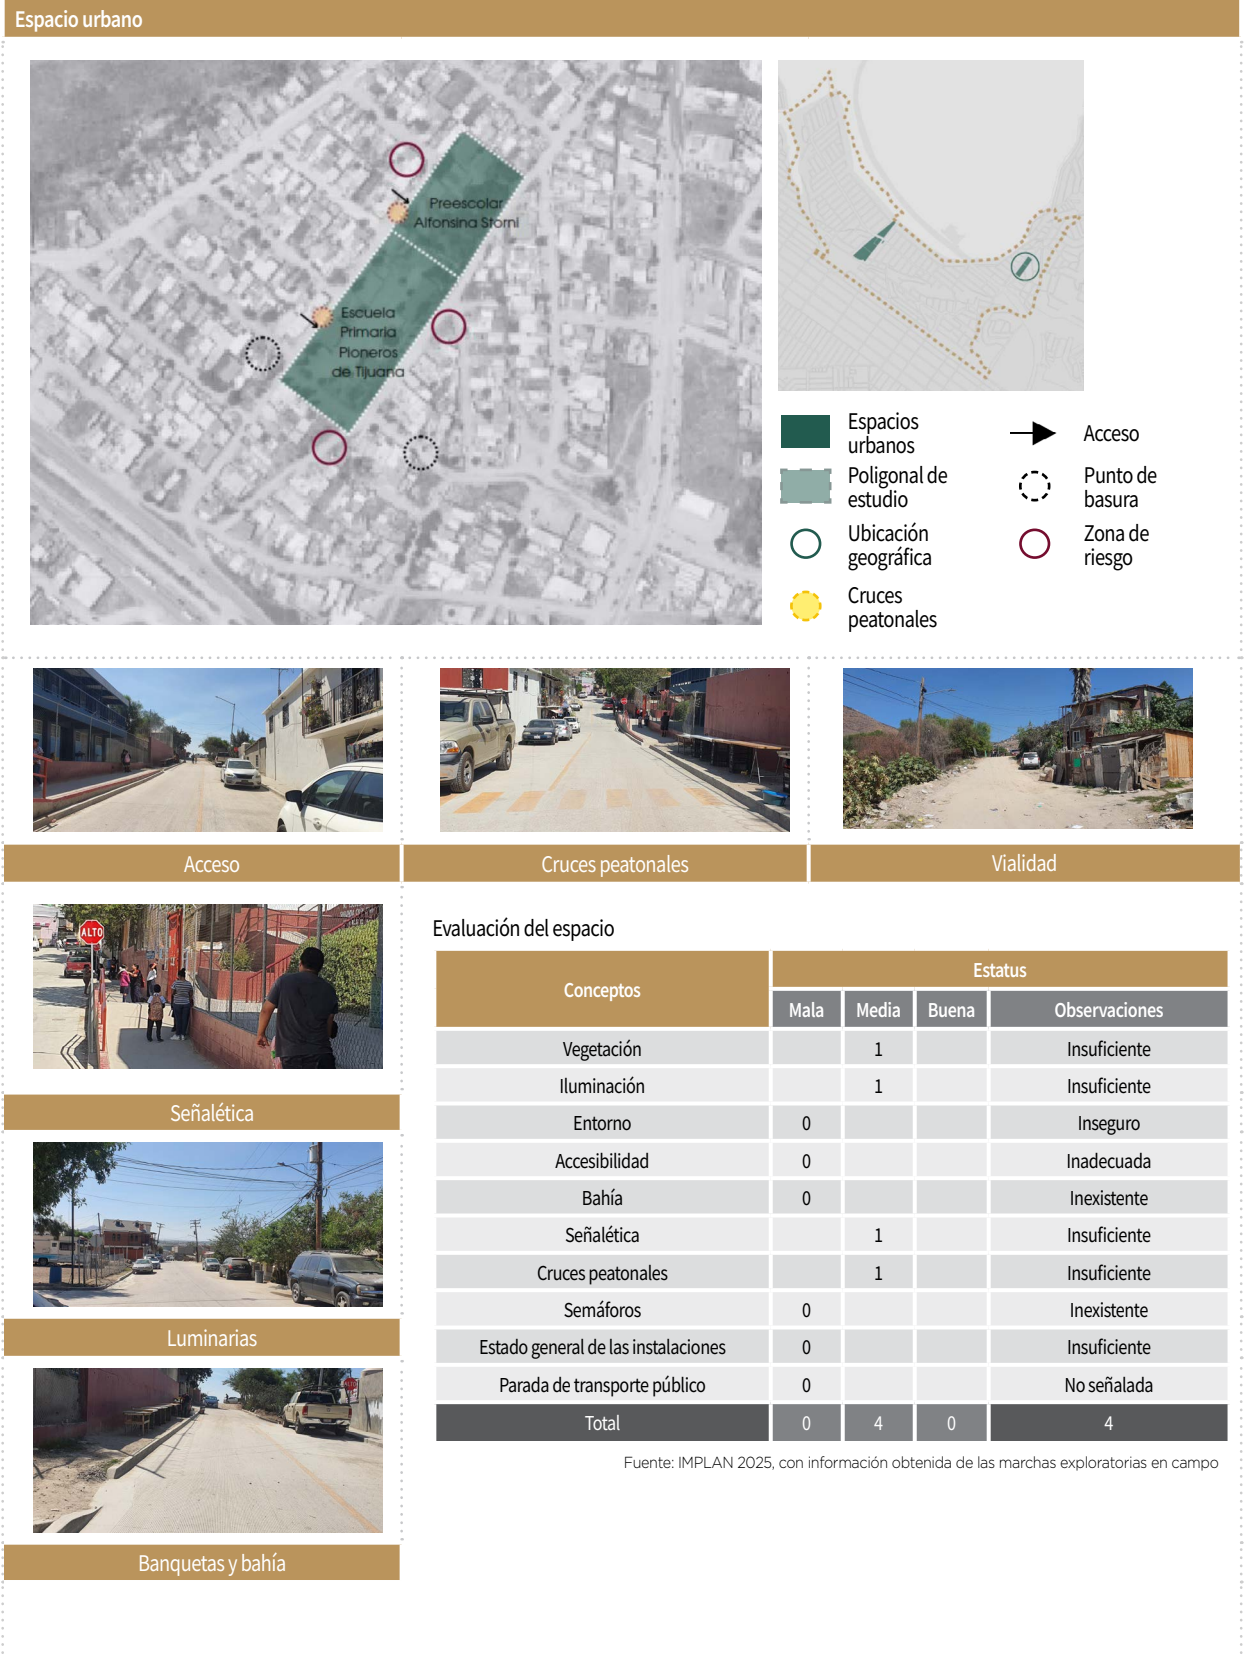 Espacio urbano
Preescolar
Alfonsina Storni
Escuela
Primaria
Pioneros
de Tijuana
Espacios
urbanos
Acceso
Poligonal de
estudio
Punto de
basura
Ubicación
geográfica
Zona de
riesgo
Cruces
peatonales
Acceso
Cruces peatonales
Vialidad
ALTO
Señalética
Luminarias
Banquetas y bahía
Evaluación del espacio
Conceptos Estatus
Mala Media Buena Observaciones
Vegetación 1 Insuficiente
Iluminación 1 Insuficiente
Entorno 0 Inseguro
Accesibilidad 0 Inadecuada
Bahía 0 Inexistente
Señalética 1 Insuficiente
Cruces peatonales 1 Insuficiente
Semáforos 0 Inexistente
Estado general de las instalaciones 0 Insuficiente
Parada de transporte público 0 No señalada
Total 0 4 0 4
Fuente: IMPLAN 2025, con información obtenida de las marchas exploratorias en campo